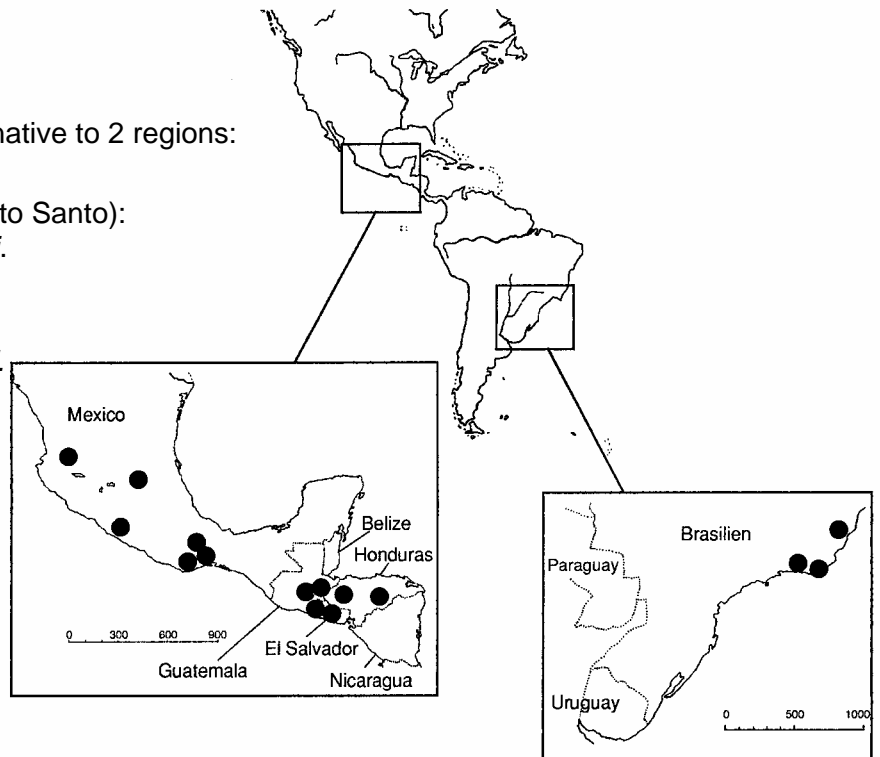 native to 2 regions:
to Santo):
f.
.
Mexico
Belize
Honduras
0 300 600 900
El Salvador
Guatemala
Nicaragua
Brasilien
Paraguay
Uruguay
0 500 1000